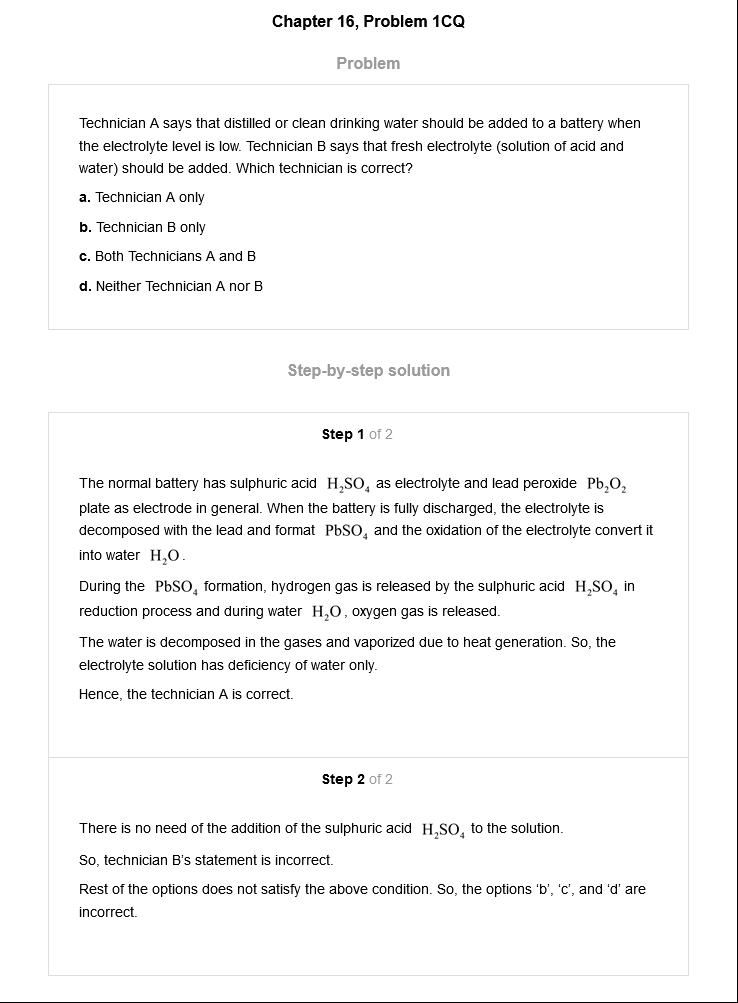 Chapter 16, Problem 1CQ
Problem
Technician A says that distilled or clean drinking water should be added to a battery when
the electrolyte level is low. Technician B says that fresh electrolyte (solution of acid and
water) should be added. Which technician is correct?
a. Technician A only
b. Technician B only
c. Both Technicians A and B
d. Neither Technician A nor B
Step-by-step solution
Step 1 of 2
The normal battery has sulphuric acid H₂SO₄ as electrolyte and lead peroxide Pb₂O₂
plate as electrode in general. When the battery is fully discharged, the electrolyte is
decomposed with the lead and format PbSO₄ and the oxidation of the electrolyte convert it
into water H₂O.
During the PbSO₄ formation, hydrogen gas is released by the sulphuric acid H₂SO₄ in
reduction process and during water H₂O, oxygen gas is released.
The water is decomposed in the gases and vaporized due to heat generation. So, the
electrolyte solution has deficiency of water only.
Hence, the technician A is correct.
Step 2 of 2
There is no need of the addition of the sulphuric acid H₂SO₄ to the solution.
So, technician B's statement is incorrect.
Rest of the options does not satisfy the above condition. So, the options ‘b’, ‘c’, and ‘d’ are
incorrect.